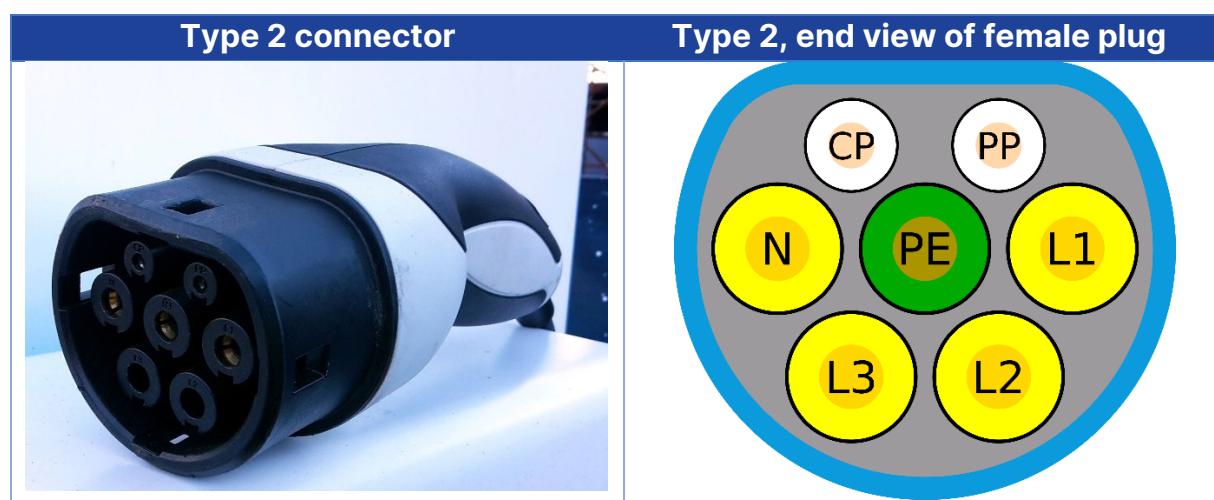 Type 2 connector
Type 2, end view of female plug
CP PP
N PE L1
L3 L2